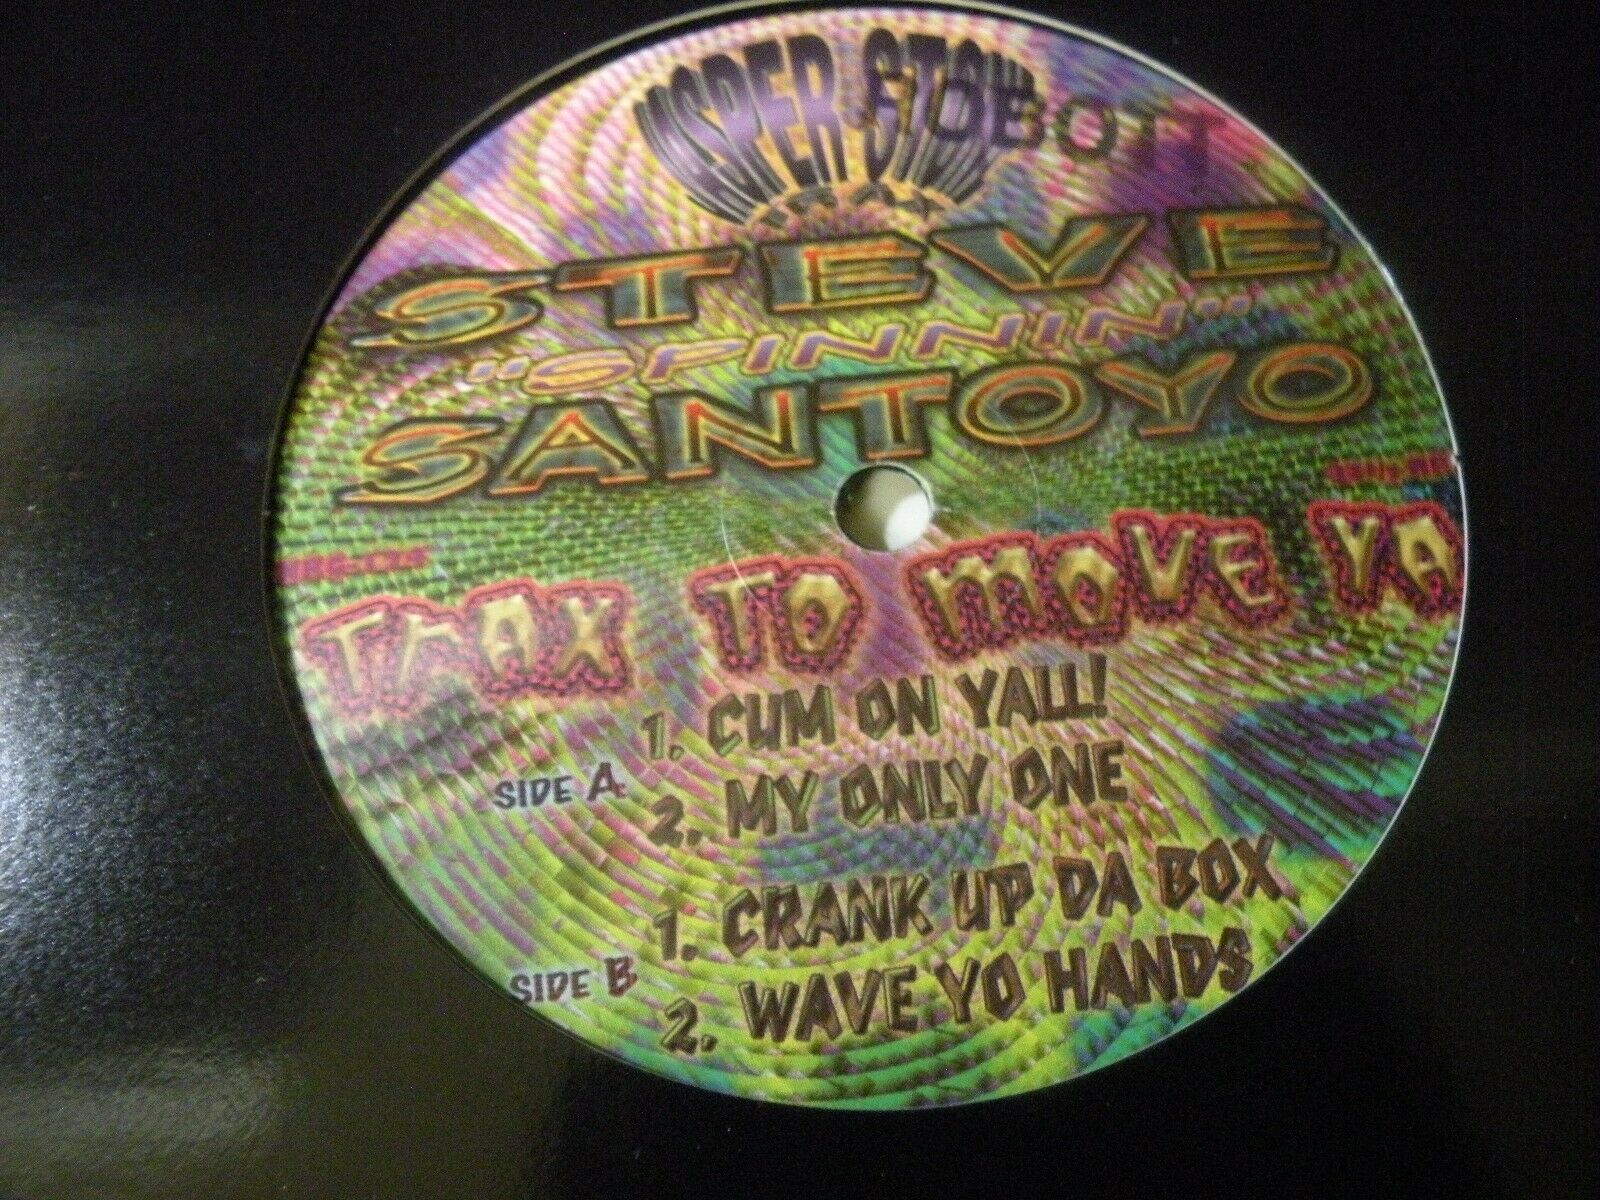 STEVE
"SPINNIN"
SANTOYO
TRAX TO MOVE YA
SIDE A:
1. CUM ON YALL!
2. MY ONLY ONE
SIDE B
1. CRANK UP DA BOX
2. WAVE YO HANDS